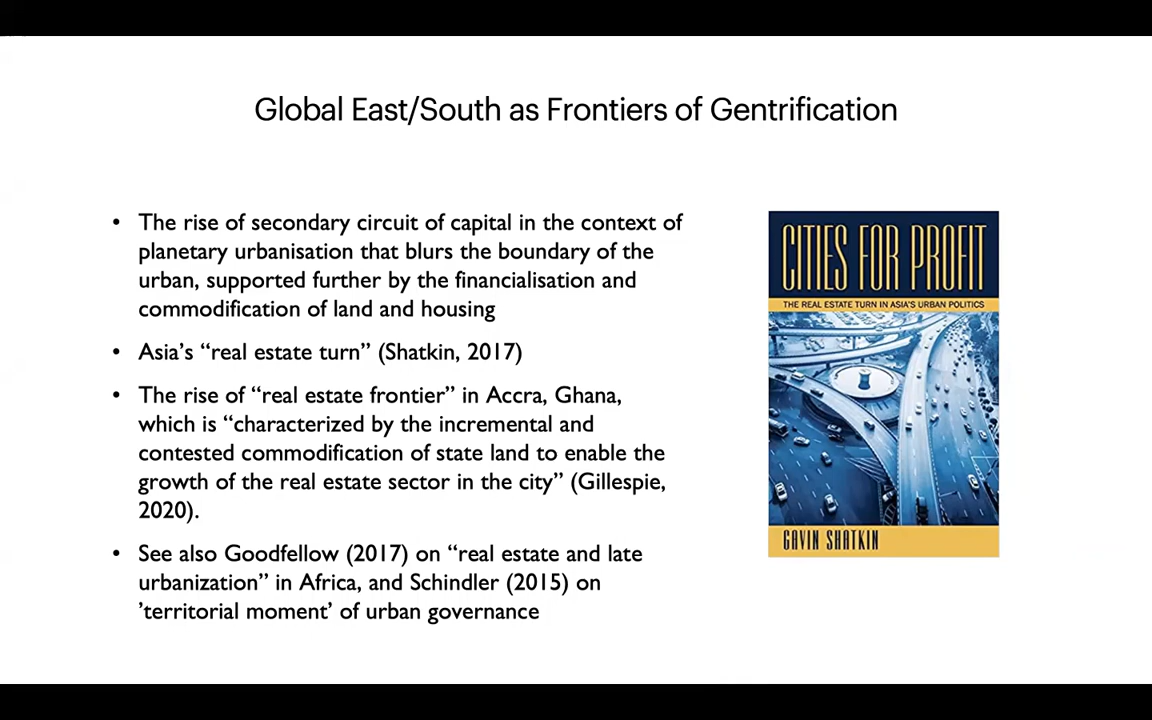 Global East/South as Frontiers of Gentrification
• The rise of secondary circuit of capital in the context of
planetary urbanisation that blurs the boundary of the
urban, supported further by the financialisation and
commodification of land and housing
• Asia’s “real estate turn” (Shatkin, 2017)
• The rise of “real estate frontier” in Accra, Ghana,
which is “characterized by the incremental and
contested commodification of state land to enable the
growth of the real estate sector in the city” (Gillespie,
2020).
• See also Goodfellow (2017) on “real estate and late
urbanization” in Africa, and Schindler (2015) on
’territorial moment’ of urban governance
CITIES FOR PROFIT
THE REAL ESTATE TURN IN ASIA’S URBAN POLITICS
GAVIN SHATKIN